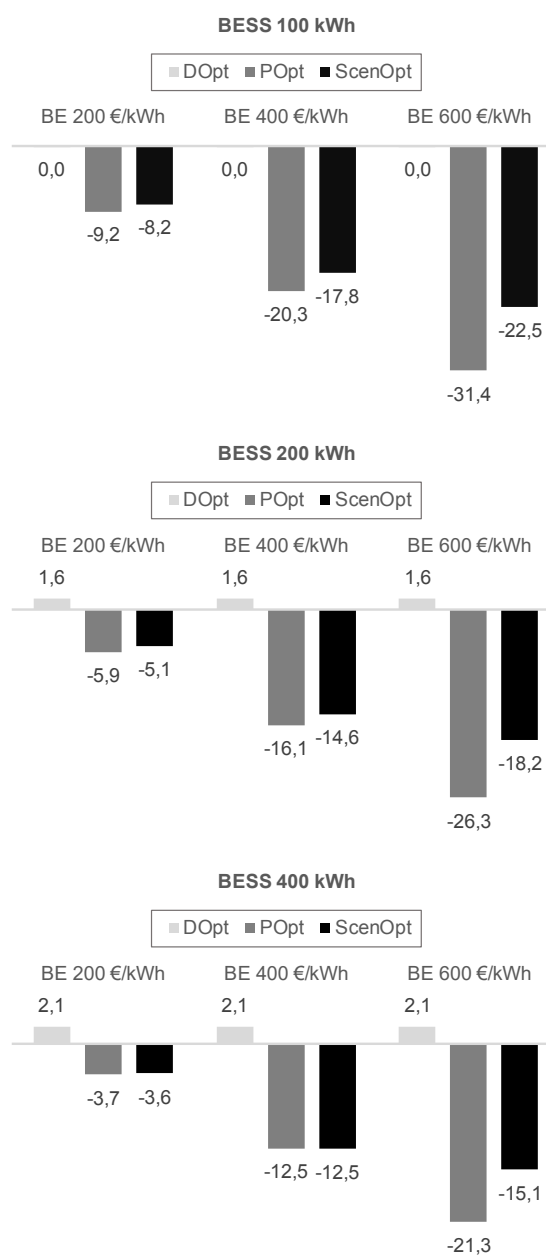 BESS 100 kWh
DOpt POpt ScenOpt
BE 200 €/kWh BE 400 €/kWh BE 600 €/kWh
0,0 0,0 0,0
-9,2 -8,2
-20,3 -17,8
-31,4 -22,5
BESS 200 kWh
DOpt POpt ScenOpt
BE 200 €/kWh BE 400 €/kWh BE 600 €/kWh
1,6 1,6 1,6
-5,9 -5,1
-16,1 -14,6
-26,3 -18,2
BESS 400 kWh
DOpt POpt ScenOpt
BE 200 €/kWh BE 400 €/kWh BE 600 €/kWh
2,1 2,1 2,1
-3,7 -3,6
-12,5 -12,5
-21,3 -15,1